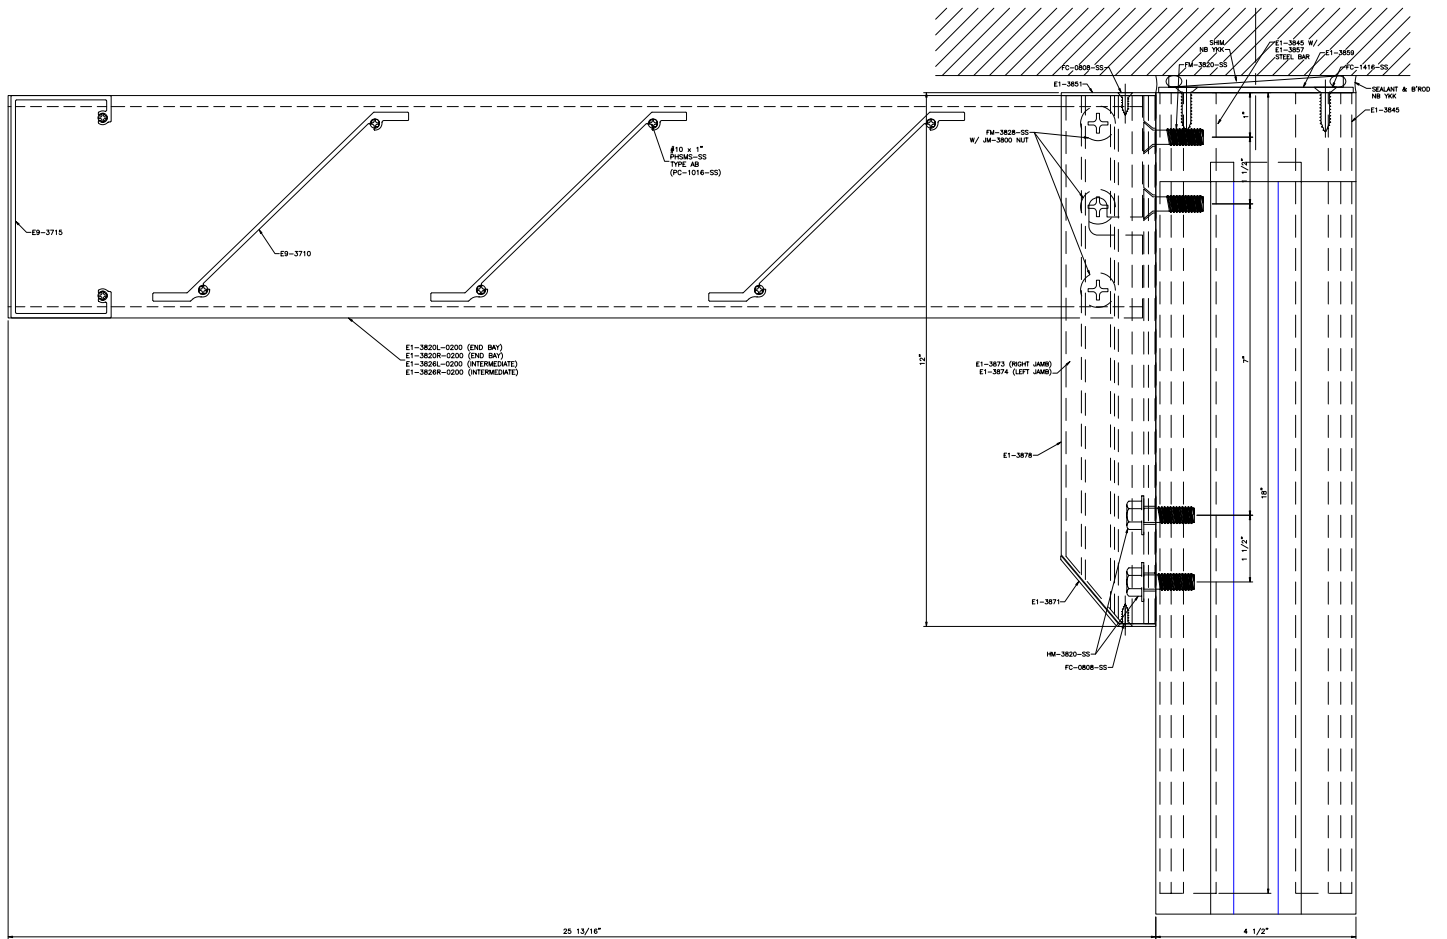 SHIM
NB YKK
E1-3845 W/
E1-3857
STEEL BAR
E1-3859
FM-3820-SS
FC-1416-SS
FC-0808-SS
E1-3851
SEALANT & B'ROD
NB YKK
E1-3845
1"
FM-3828-SS
W/ JM-3800 NUT
#10 x 1"
PHSMS-SS
TYPE AB
(PC-1016-SS)
1 1/2"
E9-3715
E9-3710
E1-3820L-0200 (END BAY)
E1-3820R-0200 (END BAY)
E1-3826L-0200 (INTERMEDIATE)
E1-3826R-0200 (INTERMEDIATE)
12"
E1-3873 (RIGHT JAMB)
E1-3874 (LEFT JAMB)
7"
E1-3878
18"
1 1/2"
E1-3871
HM-3820-SS
FC-0808-SS
25 13/16"
4 1/2"